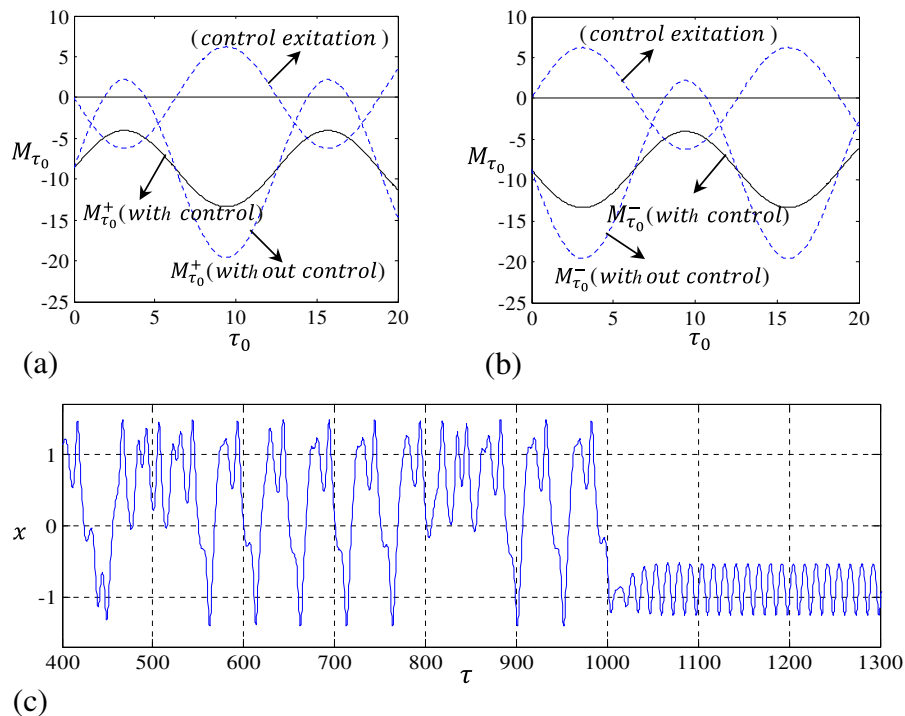 10
5
0
-5
-10
-15
-20
-25
M_{τ_0}
(control exitation )
M^+_{τ_0}(with control)
M^+_{τ_0}(with out control)
0 5 10 15 20
τ_0
(a)
10
5
0
-5
-10
-15
-20
-25
M_{τ_0}
(control exitation)
M^-_{τ_0}(with control)
M^-_{τ_0}(with out control)
0 5 10 15 20
τ_0
(b)
1
0
-1
x
400 500 600 700 800 900 1000 1100 1200 1300
τ
(c)